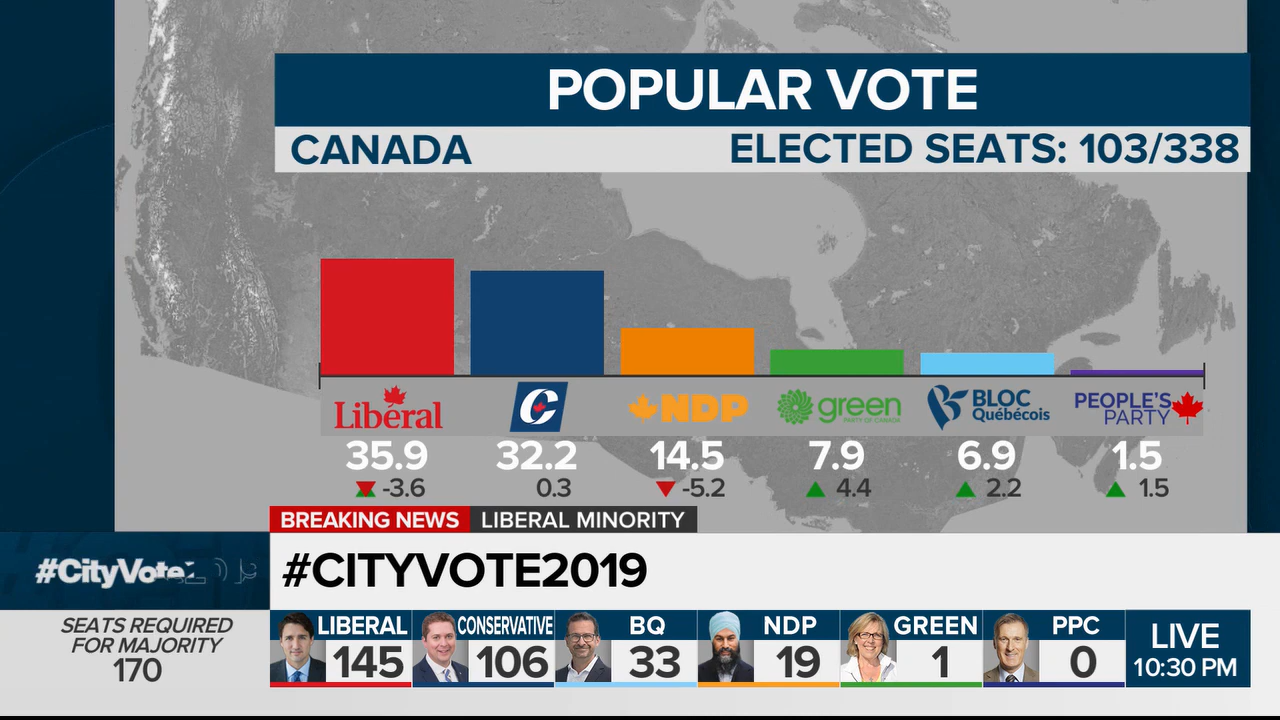 POPULAR VOTE
CANADA
ELECTED SEATS: 103/338
Liberal
C
NDP
green
PARTY OF CANADA
BLOC
Québécois
PEOPLE'S
PARTY
35.9 32.2 14.5 7.9 6.9 1.5
-3.6 0.3 -5.2 4.4 2.2 1.5
BREAKING NEWS LIBERAL MINORITY
#CityVote2019
#CITYVOTE2019
SEATS REQUIRED
FOR MAJORITY
170
LIBERAL
145
CONSERVATIVE
106
BQ
33
NDP
19
GREEN
1
PPC
0
LIVE
10:30 PM